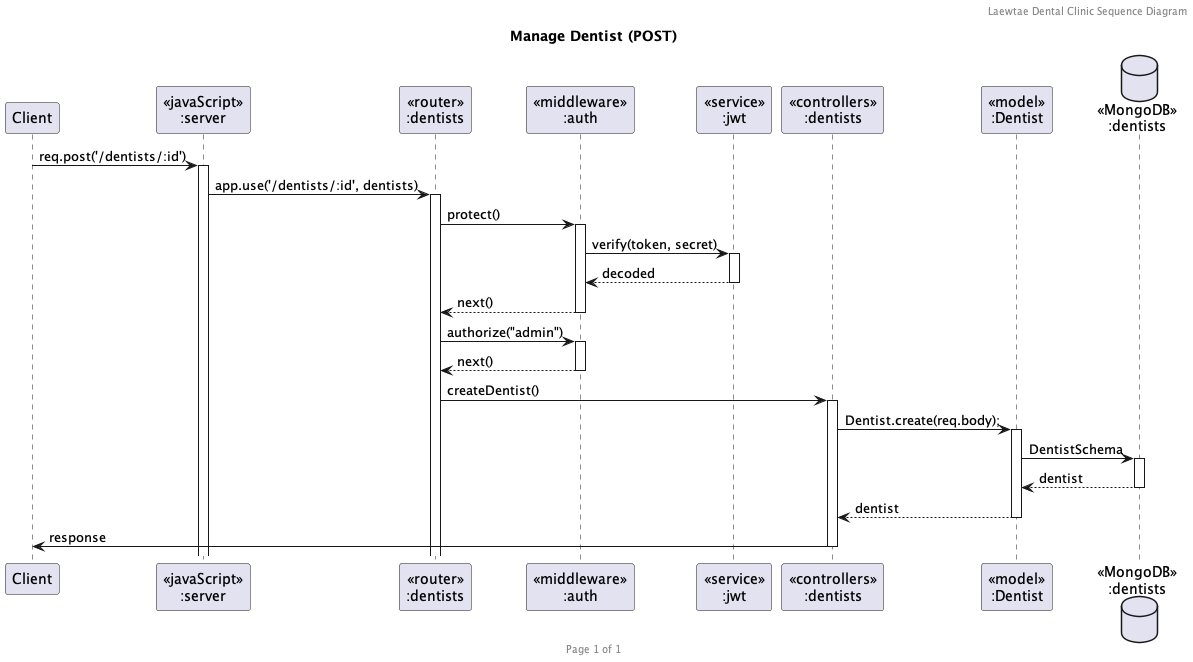 Laewtae Dental Clinic Sequence Diagram
Manage Dentist (POST)
Client
«javaScript»
:server
«router»
:dentists
«middleware»
:auth
«service»
:jwt
«controllers»
:dentists
«model»
:Dentist
«MongoDB»
:dentists
req.post('/dentists/:id')
app.use('/dentists/:id', dentists)
protect()
verify(token, secret)
decoded
next()
authorize("admin")
next()
createDentist()
Dentist.create(req.body);
DentistSchema
dentist
dentist
response
Client
«javaScript»
:server
«router»
:dentists
«middleware»
:auth
«service»
:jwt
«controllers»
:dentists
«model»
:Dentist
«MongoDB»
:dentists
Page 1 of 1